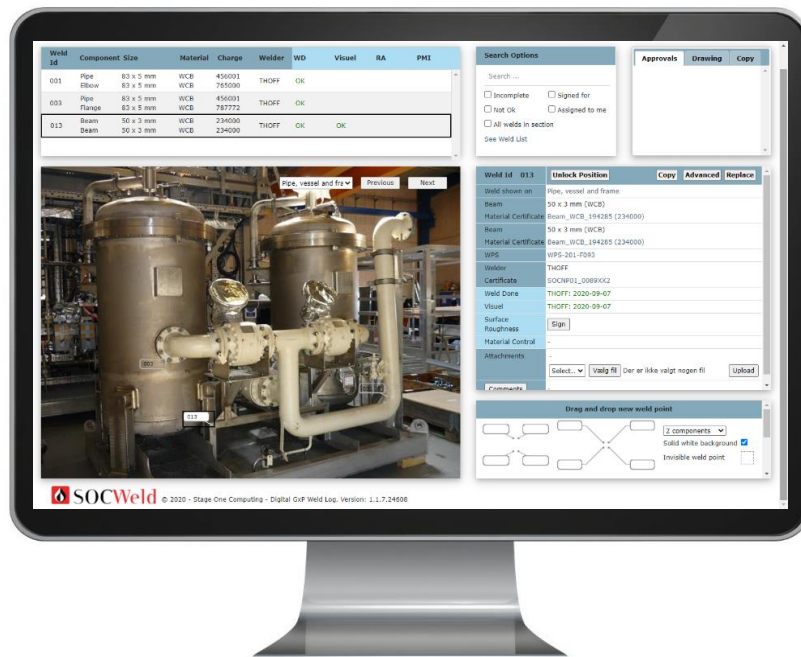 Weld Id Component Size Material Charge Welder WD Visuel RA PMI
001 Pipe 83 x 5 mm WCB 456001 THOFF OK
Elbow 83 x 5 mm WCB 765000
003 Pipe 83 x 5 mm WCB 456001 THOFF OK
Flange 83 x 5 mm WCB 787772
013 Beam 50 x 3 mm WCB 234000 THOFF OK OK
Beam 50 x 3 mm WCB 234000
Search Options
Search ...
Incomplete Signed for
Not Ok Assigned to me
All welds in section
See Weld List
Approvals Drawing Copy
Pipe, vessel and fra Previous Next
003
013
Weld Id 013 Unlock Position Copy Advanced Replace
Weld shown on Pipe, vessel and frame
Beam 50 x 3 mm (WCB)
Material Certificate Beam_WCB_194285 (234000)
Beam 50 x 3 mm (WCB)
Material Certificate Beam_WCB_194285 (234000)
WPS WPS-201-F093
Welder THOFF
Certificate SOCNP01_0089XX2
Weld Done THOFF: 2020-09-07
Visuel THOFF: 2020-09-07
Surface Roughness Sign
Material Control -
Attachments -
Select... Vælg fil Der er ikke valgt nogen fil Upload
Comments
Drag and drop new weld point
2 components
Solid white background
Invisible weld point
SOCWeld © 2020 - Stage One Computing - Digital GxP Weld Log. Version: 1.1.7.24608